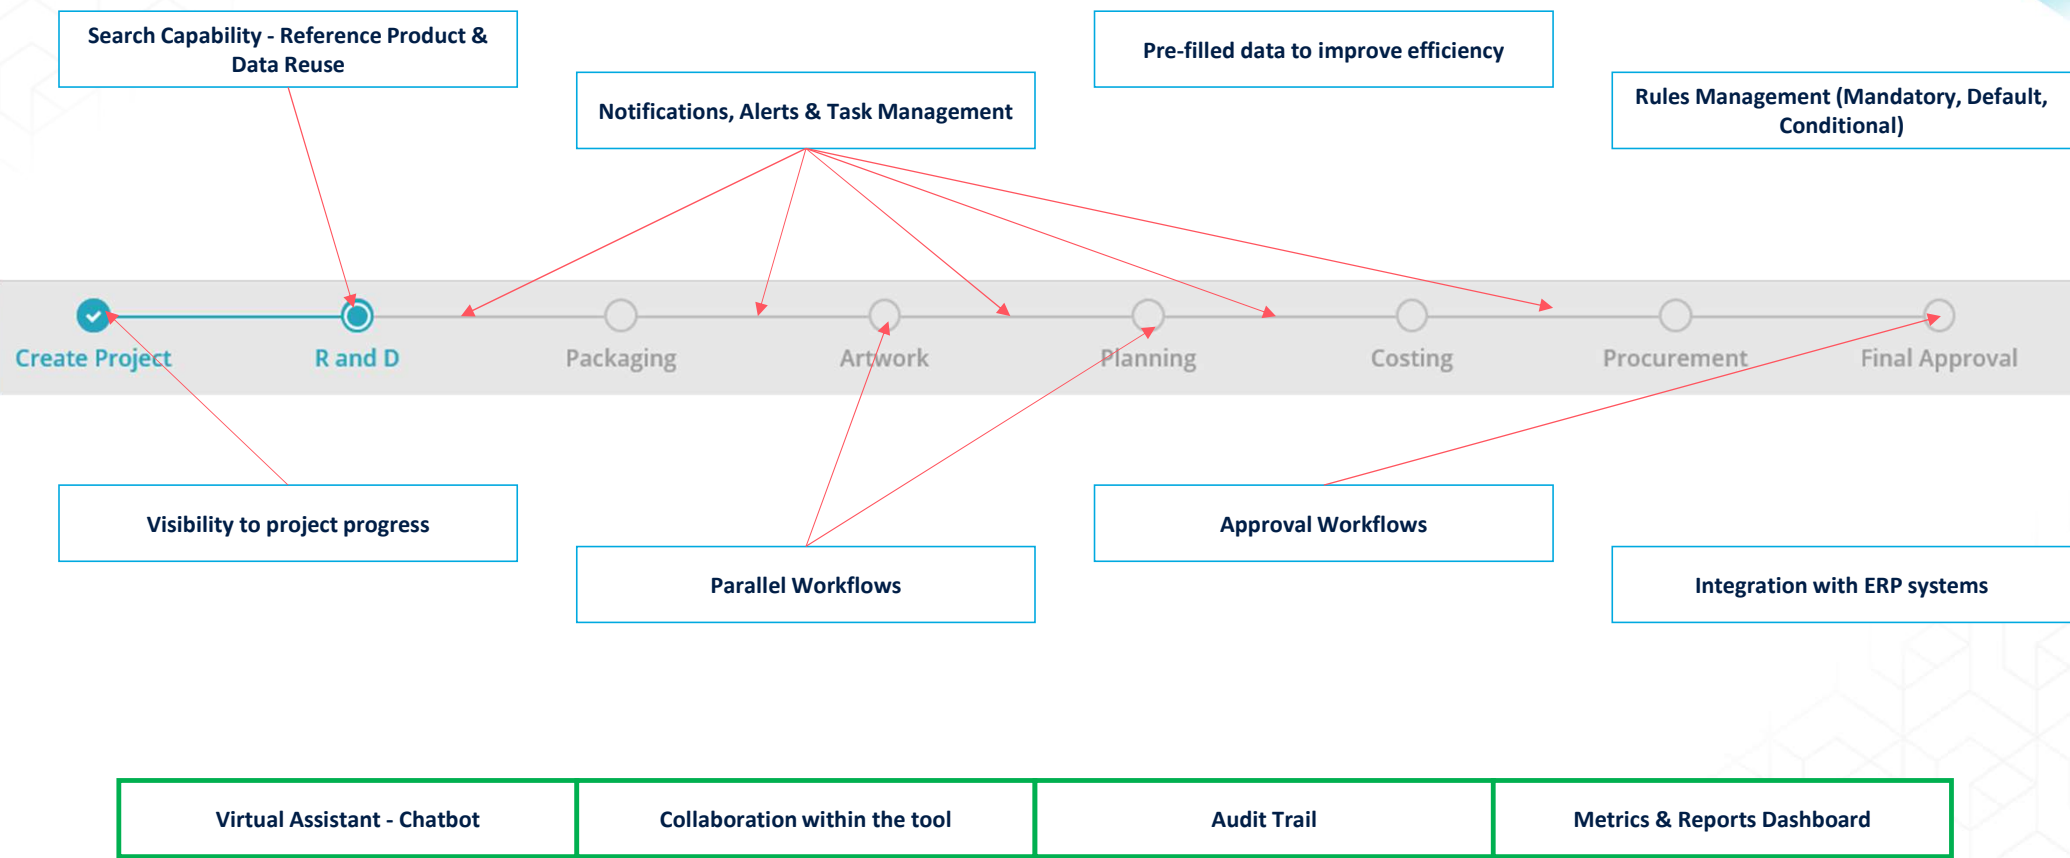 Search Capability - Reference Product &
Data Reuse
Notifications, Alerts & Task Management
Pre-filled data to improve efficiency
Rules Management (Mandatory, Default,
Conditional)
Create Project
R and D
Packaging
Artwork
Planning
Costing
Procurement
Final Approval
Visibility to project progress
Parallel Workflows
Approval Workflows
Integration with ERP systems
Virtual Assistant - Chatbot
Collaboration within the tool
Audit Trail
Metrics & Reports Dashboard